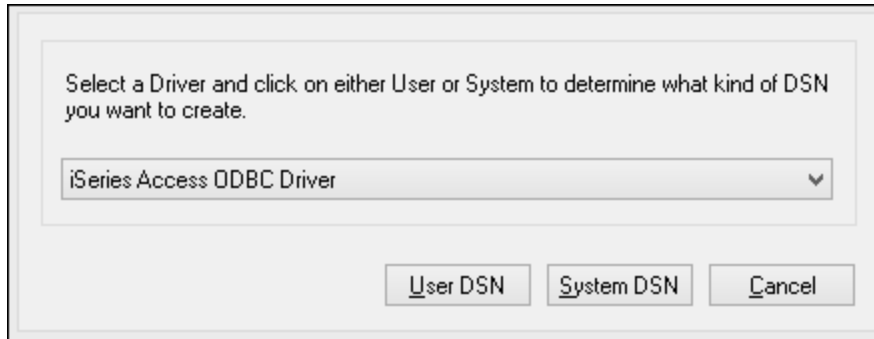 Select a Driver and click on either User or System to determine what kind of DSN
you want to create.
iSeries Access ODBC Driver
User DSN System DSN Cancel